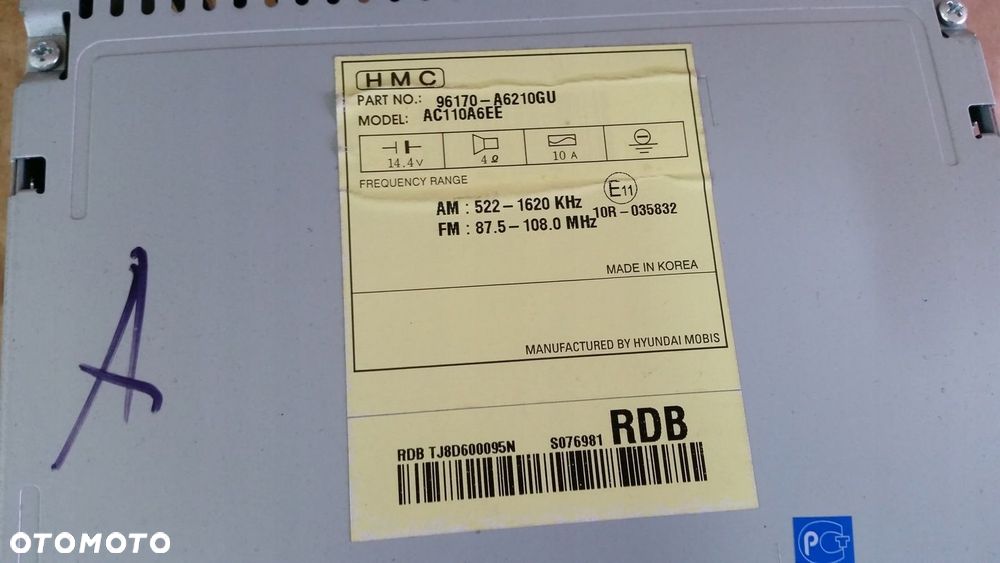 HMC
PART NO.: 96170-A6210GU
MODEL: AC110A6EE
14.4V 4Ω 10 A
FREQUENCY RANGE
E11
AM : 522-1620 KHz
10R-035832
FM : 87.5-108.0 MHz
MADE IN KOREA
MANUFACTURED BY HYUNDAI MOBIS
RDB TJ8D600095N S076981 RDB
A
OTOMOTO
РСТ